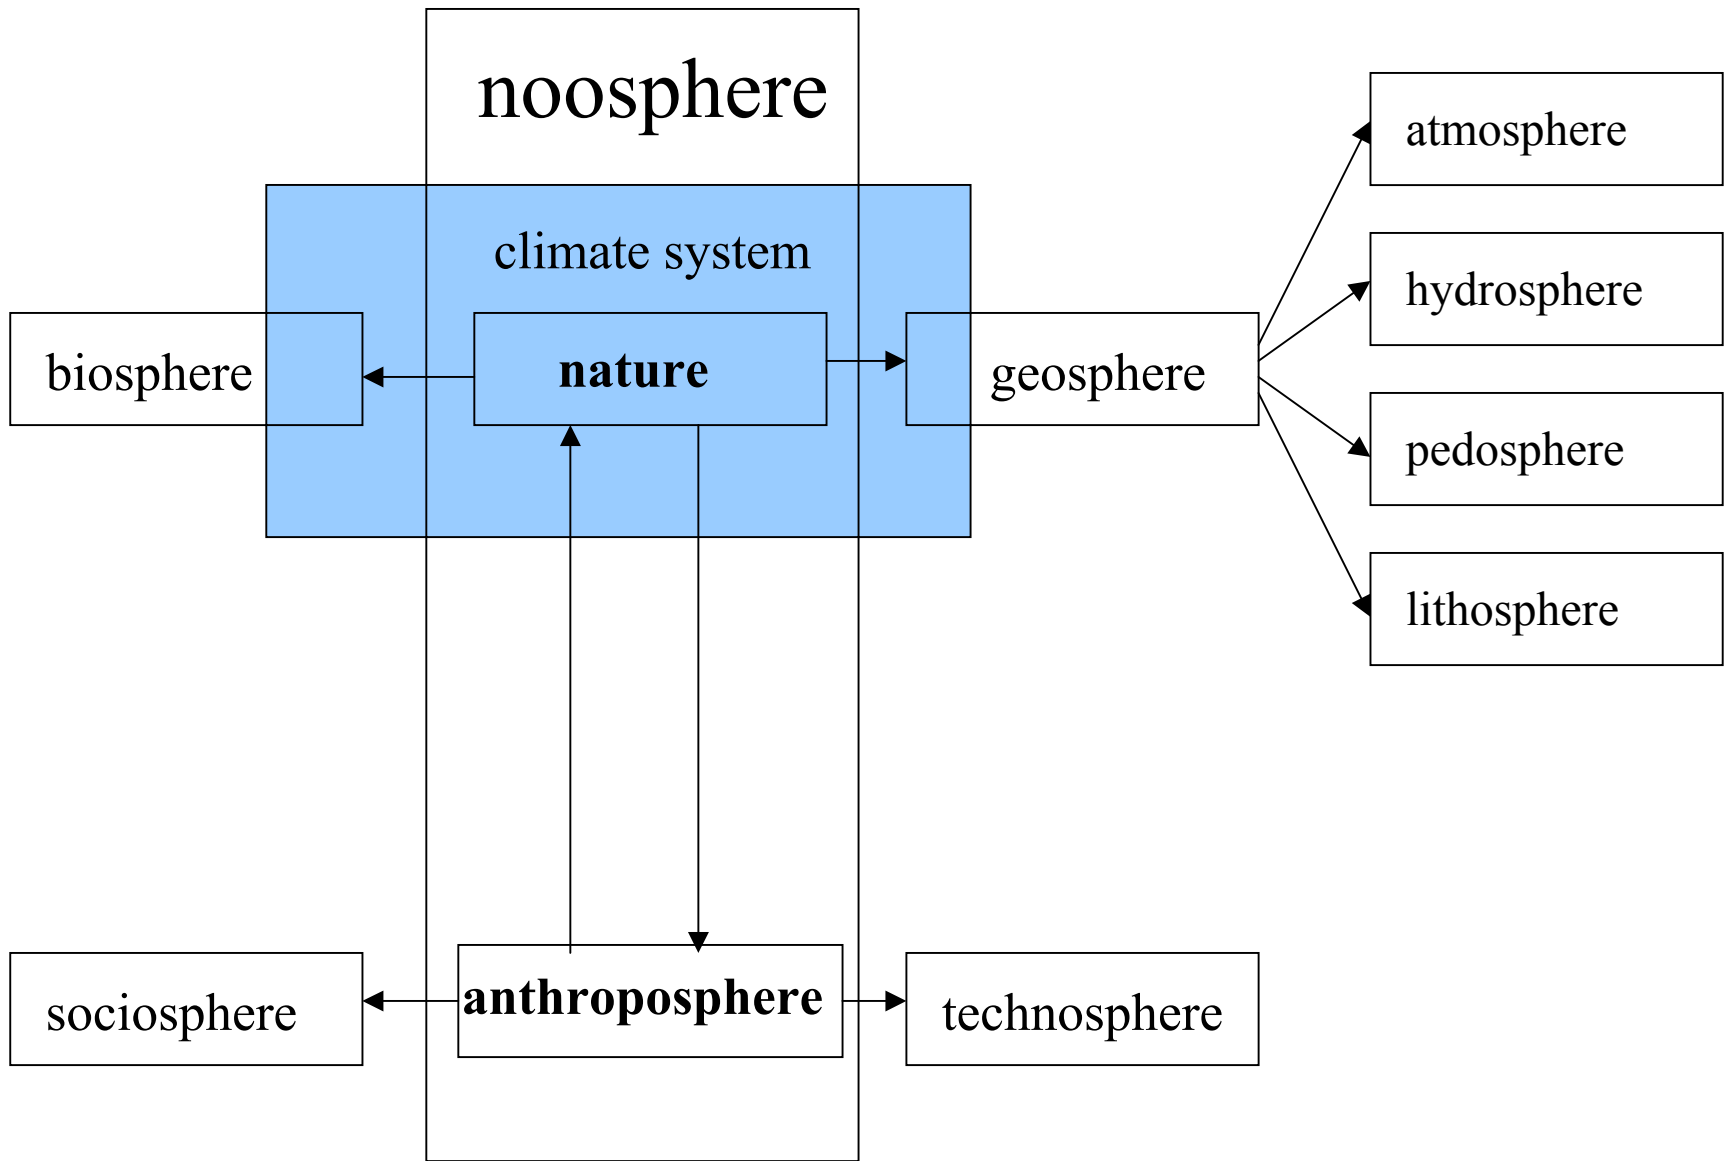 noosphere
atmosphere
climate system
hydrosphere
biosphere
nature
geosphere
pedosphere
lithosphere
sociosphere
anthroposphere
technosphere